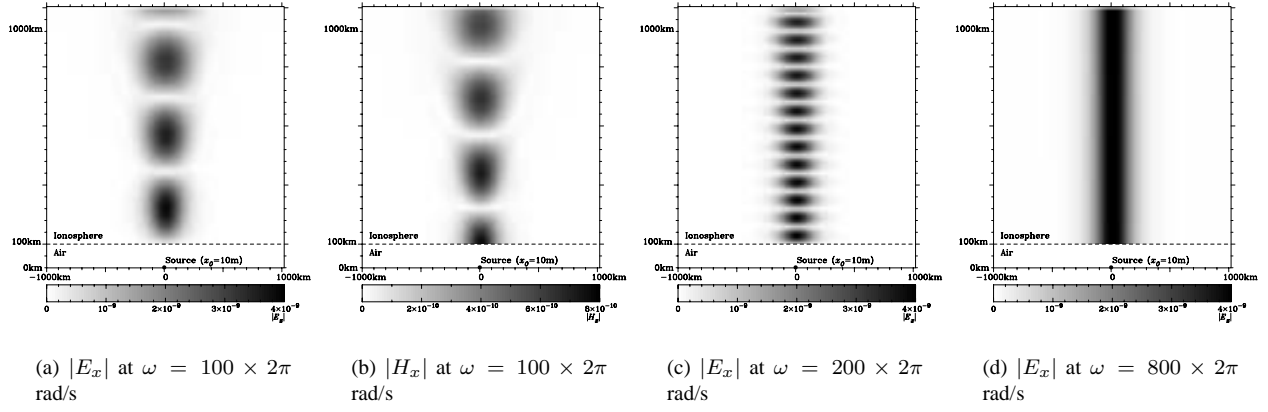 1000km
Ionosphere
100km
Air
Source (x₀=10m)
0km
−1000km 0 1000km
0 10⁻⁹ 2×10⁻⁹ 3×10⁻⁹ 4×10⁻⁹
|Eₓ|
(a) |Eₓ| at ω = 100 × 2π
rad/s
1000km
Ionosphere
100km
Air
Source (x₀=10m)
0km
−1000km 0 1000km
0 2×10⁻¹⁰ 4×10⁻¹⁰ 6×10⁻¹⁰ 8×10⁻¹⁰
|Hₓ|
(b) |Hₓ| at ω = 100 × 2π
rad/s
1000km
Ionosphere
100km
Air
Source (x₀=10m)
0km
−1000km 0 1000km
0 10⁻⁹ 2×10⁻⁹ 3×10⁻⁹ 4×10⁻⁹
|Eₓ|
(c) |Eₓ| at ω = 200 × 2π
rad/s
1000km
Ionosphere
100km
Air
Source (x₀=10m)
0km
−1000km 0 1000km
0 10⁻⁹ 2×10⁻⁹ 3×10⁻⁹ 4×10⁻⁹
|Eₓ|
(d) |Eₓ| at ω = 800 × 2π
rad/s